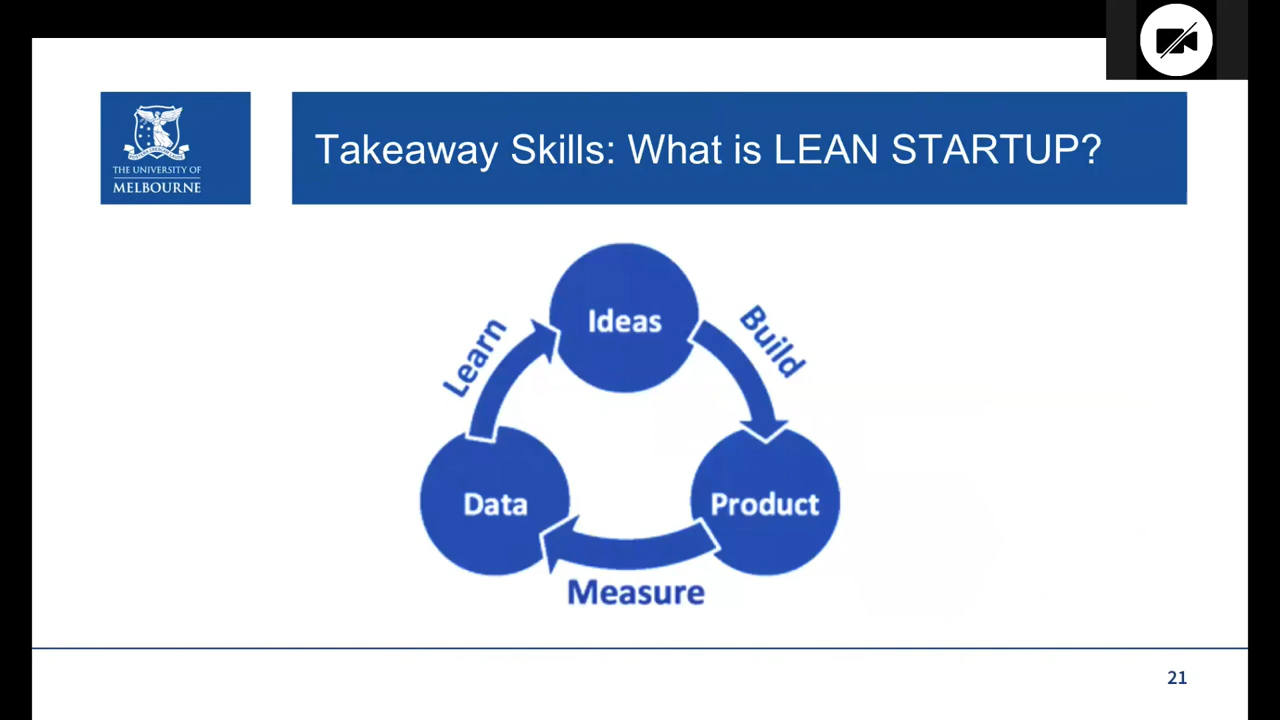 THE UNIVERSITY OF
MELBOURNE
Takeaway Skills: What is LEAN STARTUP?
Ideas
Build
Learn
Data
Product
Measure
21